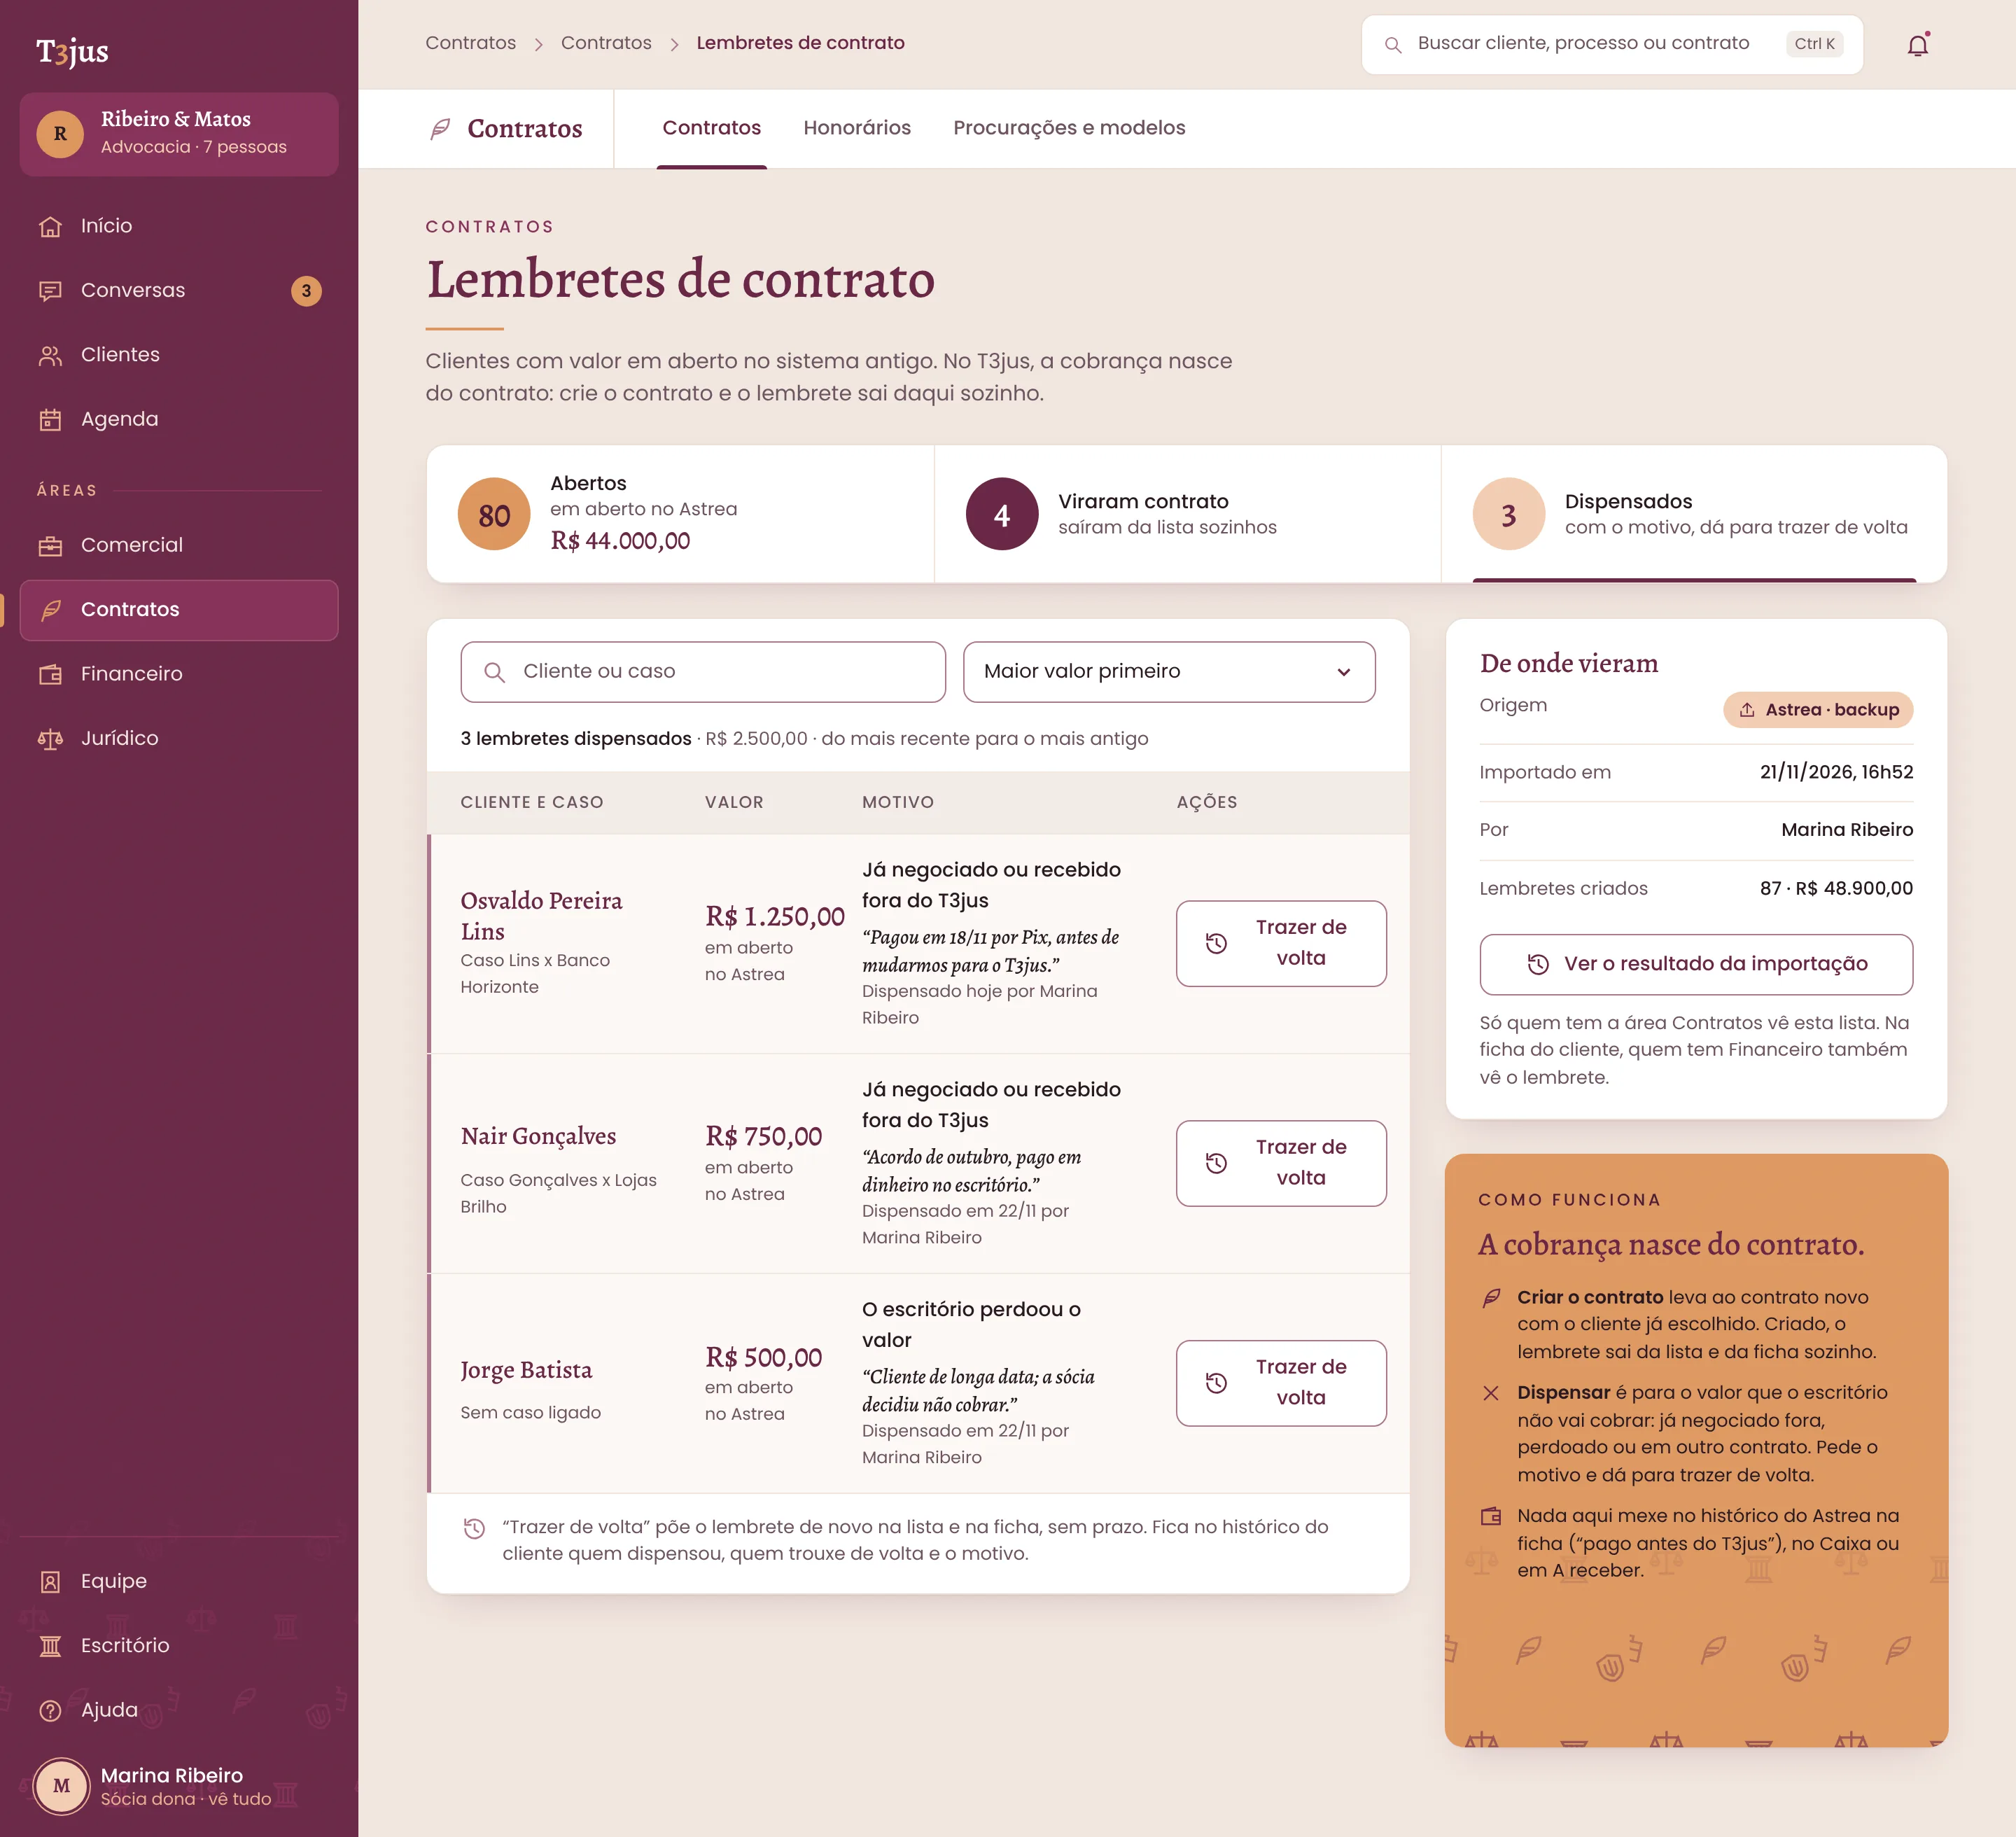 T3jus
R
Ribeiro & Matos
Advocacia · 7 pessoas
Início
Conversas
3
Clientes
Agenda
ÁREAS
Comercial
Contratos
Financeiro
Jurídico
Equipe
Escritório
Ajuda
M
Marina Ribeiro
Sócia dona · vê tudo
Contratos
Contratos
Lembretes de contrato
Buscar cliente, processo ou contrato
Ctrl K
Contratos
Contratos
Honorários
Procurações e modelos
CONTRATOS
Lembretes de contrato
Clientes com valor em aberto no sistema antigo. No T3jus, a cobrança nasce
do contrato: crie o contrato e o lembrete sai daqui sozinho.
80
Abertos
em aberto no Astrea
R$ 44.000,00
4
Viraram contrato
saíram da lista sozinhos
3
Dispensados
com o motivo, dá para trazer de volta
Cliente ou caso
Maior valor primeiro
3 lembretes dispensados · R$ 2.500,00 · do mais recente para o mais antigo
CLIENTE E CASO
VALOR
MOTIVO
AÇÕES
Osvaldo Pereira
Lins
Caso Lins x Banco
Horizonte
R$ 1.250,00
em aberto
no Astrea
Já negociado ou recebido
fora do T3jus
“Pagou em 18/11 por Pix, antes de
mudarmos para o T3jus.”
Dispensado hoje por Marina
Ribeiro
Trazer de
volta
Nair Gonçalves
Caso Gonçalves x Lojas
Brilho
R$ 750,00
em aberto
no Astrea
Já negociado ou recebido
fora do T3jus
“Acordo de outubro, pago em
dinheiro no escritório.”
Dispensado em 22/11 por
Marina Ribeiro
Trazer de
volta
Jorge Batista
Sem caso ligado
R$ 500,00
em aberto
no Astrea
O escritório perdoou o
valor
“Cliente de longa data; a sócia
decidiu não cobrar.”
Dispensado em 22/11 por
Marina Ribeiro
Trazer de
volta
“Trazer de volta” põe o lembrete de novo na lista e na ficha, sem prazo. Fica no histórico do
cliente quem dispensou, quem trouxe de volta e o motivo.
De onde vieram
Origem
Astrea · backup
Importado em
21/11/2026, 16h52
Por
Marina Ribeiro
Lembretes criados
87 · R$ 48.900,00
Ver o resultado da importação
Só quem tem a área Contratos vê esta lista. Na
ficha do cliente, quem tem Financeiro também
vê o lembrete.
COMO FUNCIONA
A cobrança nasce do contrato.
Criar o contrato leva ao contrato novo
com o cliente já escolhido. Criado, o
lembrete sai da lista e da ficha sozinho.
Dispensar é para o valor que o escritório
não vai cobrar: já negociado fora,
perdoado ou em outro contrato. Pede o
motivo e dá para trazer de volta.
Nada aqui mexe no histórico do Astrea na
ficha (“pago antes do T3jus”), no Caixa ou
em A receber.